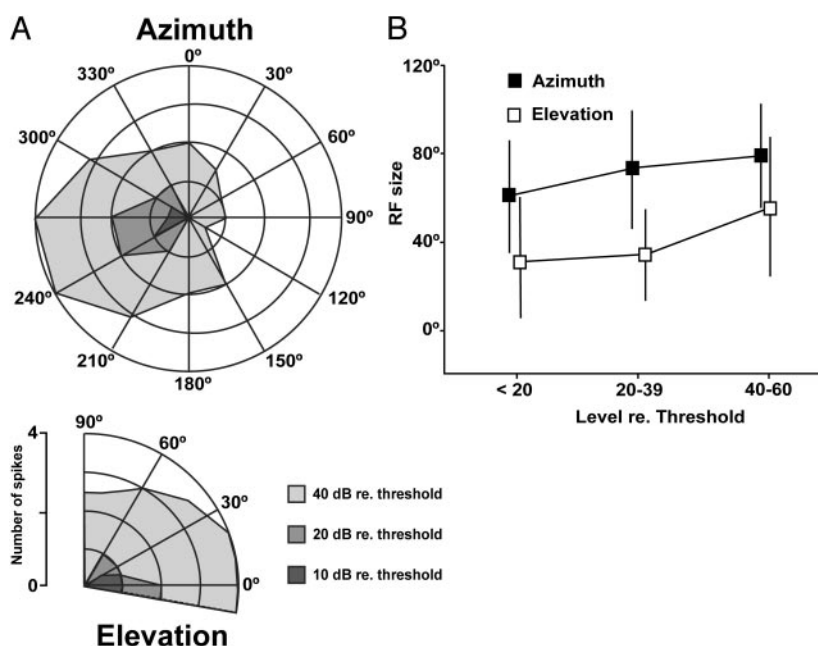 A
Azimuth
0º
30º
60º
90º
120º
150º
180º
210º
240º
300º
330º
90º
60º
30º
0º
4
2
0
Number of spikes
Elevation
40 dB re. threshold
20 dB re. threshold
10 dB re. threshold
B
Azimuth
Elevation
120º
80º
40º
0º
RF size
< 20
20-39
40-60
Level re. Threshold